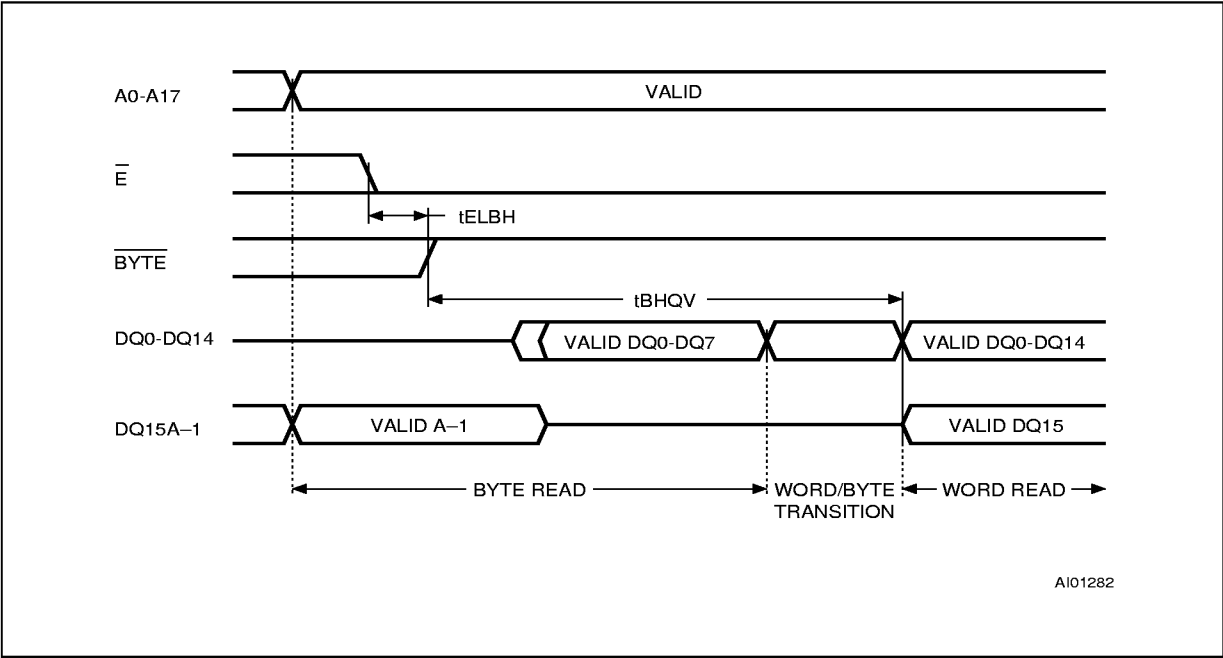 A0-A17
VALID
E
tELBH
BYTE
tBHQV
DQ0-DQ14
VALID DQ0-DQ7
VALID DQ0-DQ14
DQ15A–1
VALID A–1
VALID DQ15
BYTE READ
WORD/BYTE
TRANSITION
WORD READ
AI01282